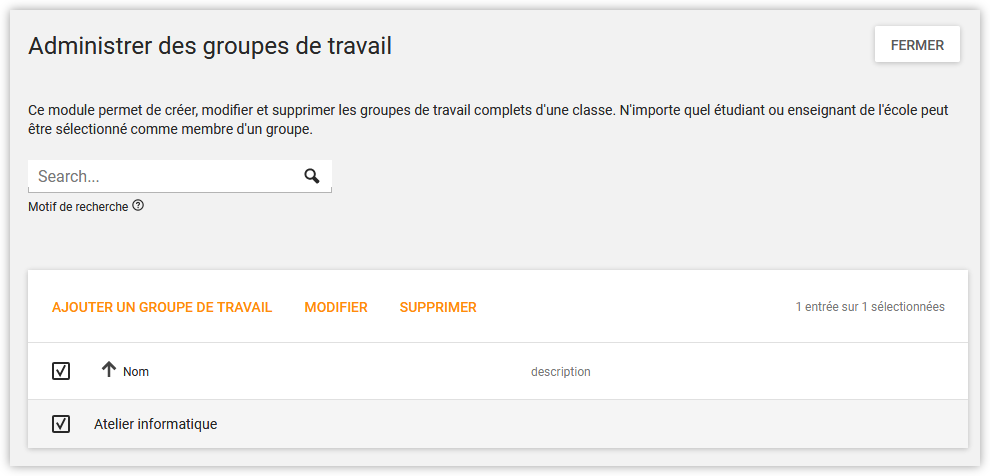 Administrer des groupes de travail
FERMER
Ce module permet de créer, modifier et supprimer les groupes de travail complets d'une classe. N'importe quel étudiant ou enseignant de l'école peut
être sélectionné comme membre d'un groupe.
Search...
Motif de recherche
AJOUTER UN GROUPE DE TRAVAIL MODIFIER SUPPRIMER 1 entrée sur 1 sélectionnées
Nom description
Atelier informatique